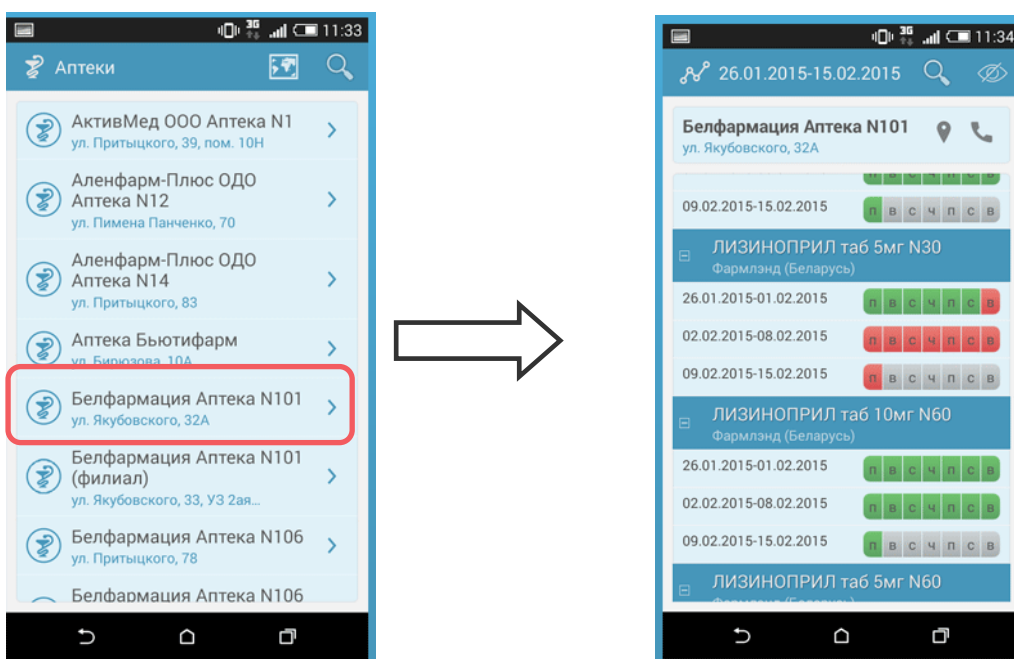 3G 11:33
Аптеки
АктивМед ООО Аптека N1
ул. Притыцкого, 39, пом. 10Н
Аленфарм-Плюс ОДО
Аптека N12
ул. Пимена Панченко, 70
Аленфарм-Плюс ОДО
Аптека N14
ул. Притыцкого, 83
Аптека Бьютифарм
ул. Бирюзова, 10А
Белфармация Аптека N101
ул. Якубовского, 32А
Белфармация Аптека N101
(филиал)
ул. Якубовского, 33, УЗ 2ая...
Белфармация Аптека N106
ул. Притыцкого, 78
Белфармация Аптека N106
3G 11:34
26.01.2015-15.02.2015
Белфармация Аптека N101
ул. Якубовского, 32А
п в с ч п с в
09.02.2015-15.02.2015 п в с ч п с в
ЛИЗИНОПРИЛ таб 5мг N30
Фармлэнд (Беларусь)
26.01.2015-01.02.2015 п в с ч п с в
02.02.2015-08.02.2015 п в с ч п с в
09.02.2015-15.02.2015 п в с ч п с в
ЛИЗИНОПРИЛ таб 10мг N60
Фармлэнд (Беларусь)
26.01.2015-01.02.2015 п в с ч п с в
02.02.2015-08.02.2015 п в с ч п с в
09.02.2015-15.02.2015 п в с ч п с в
ЛИЗИНОПРИЛ таб 5мг N60
Фармлэнд (Беларусь)